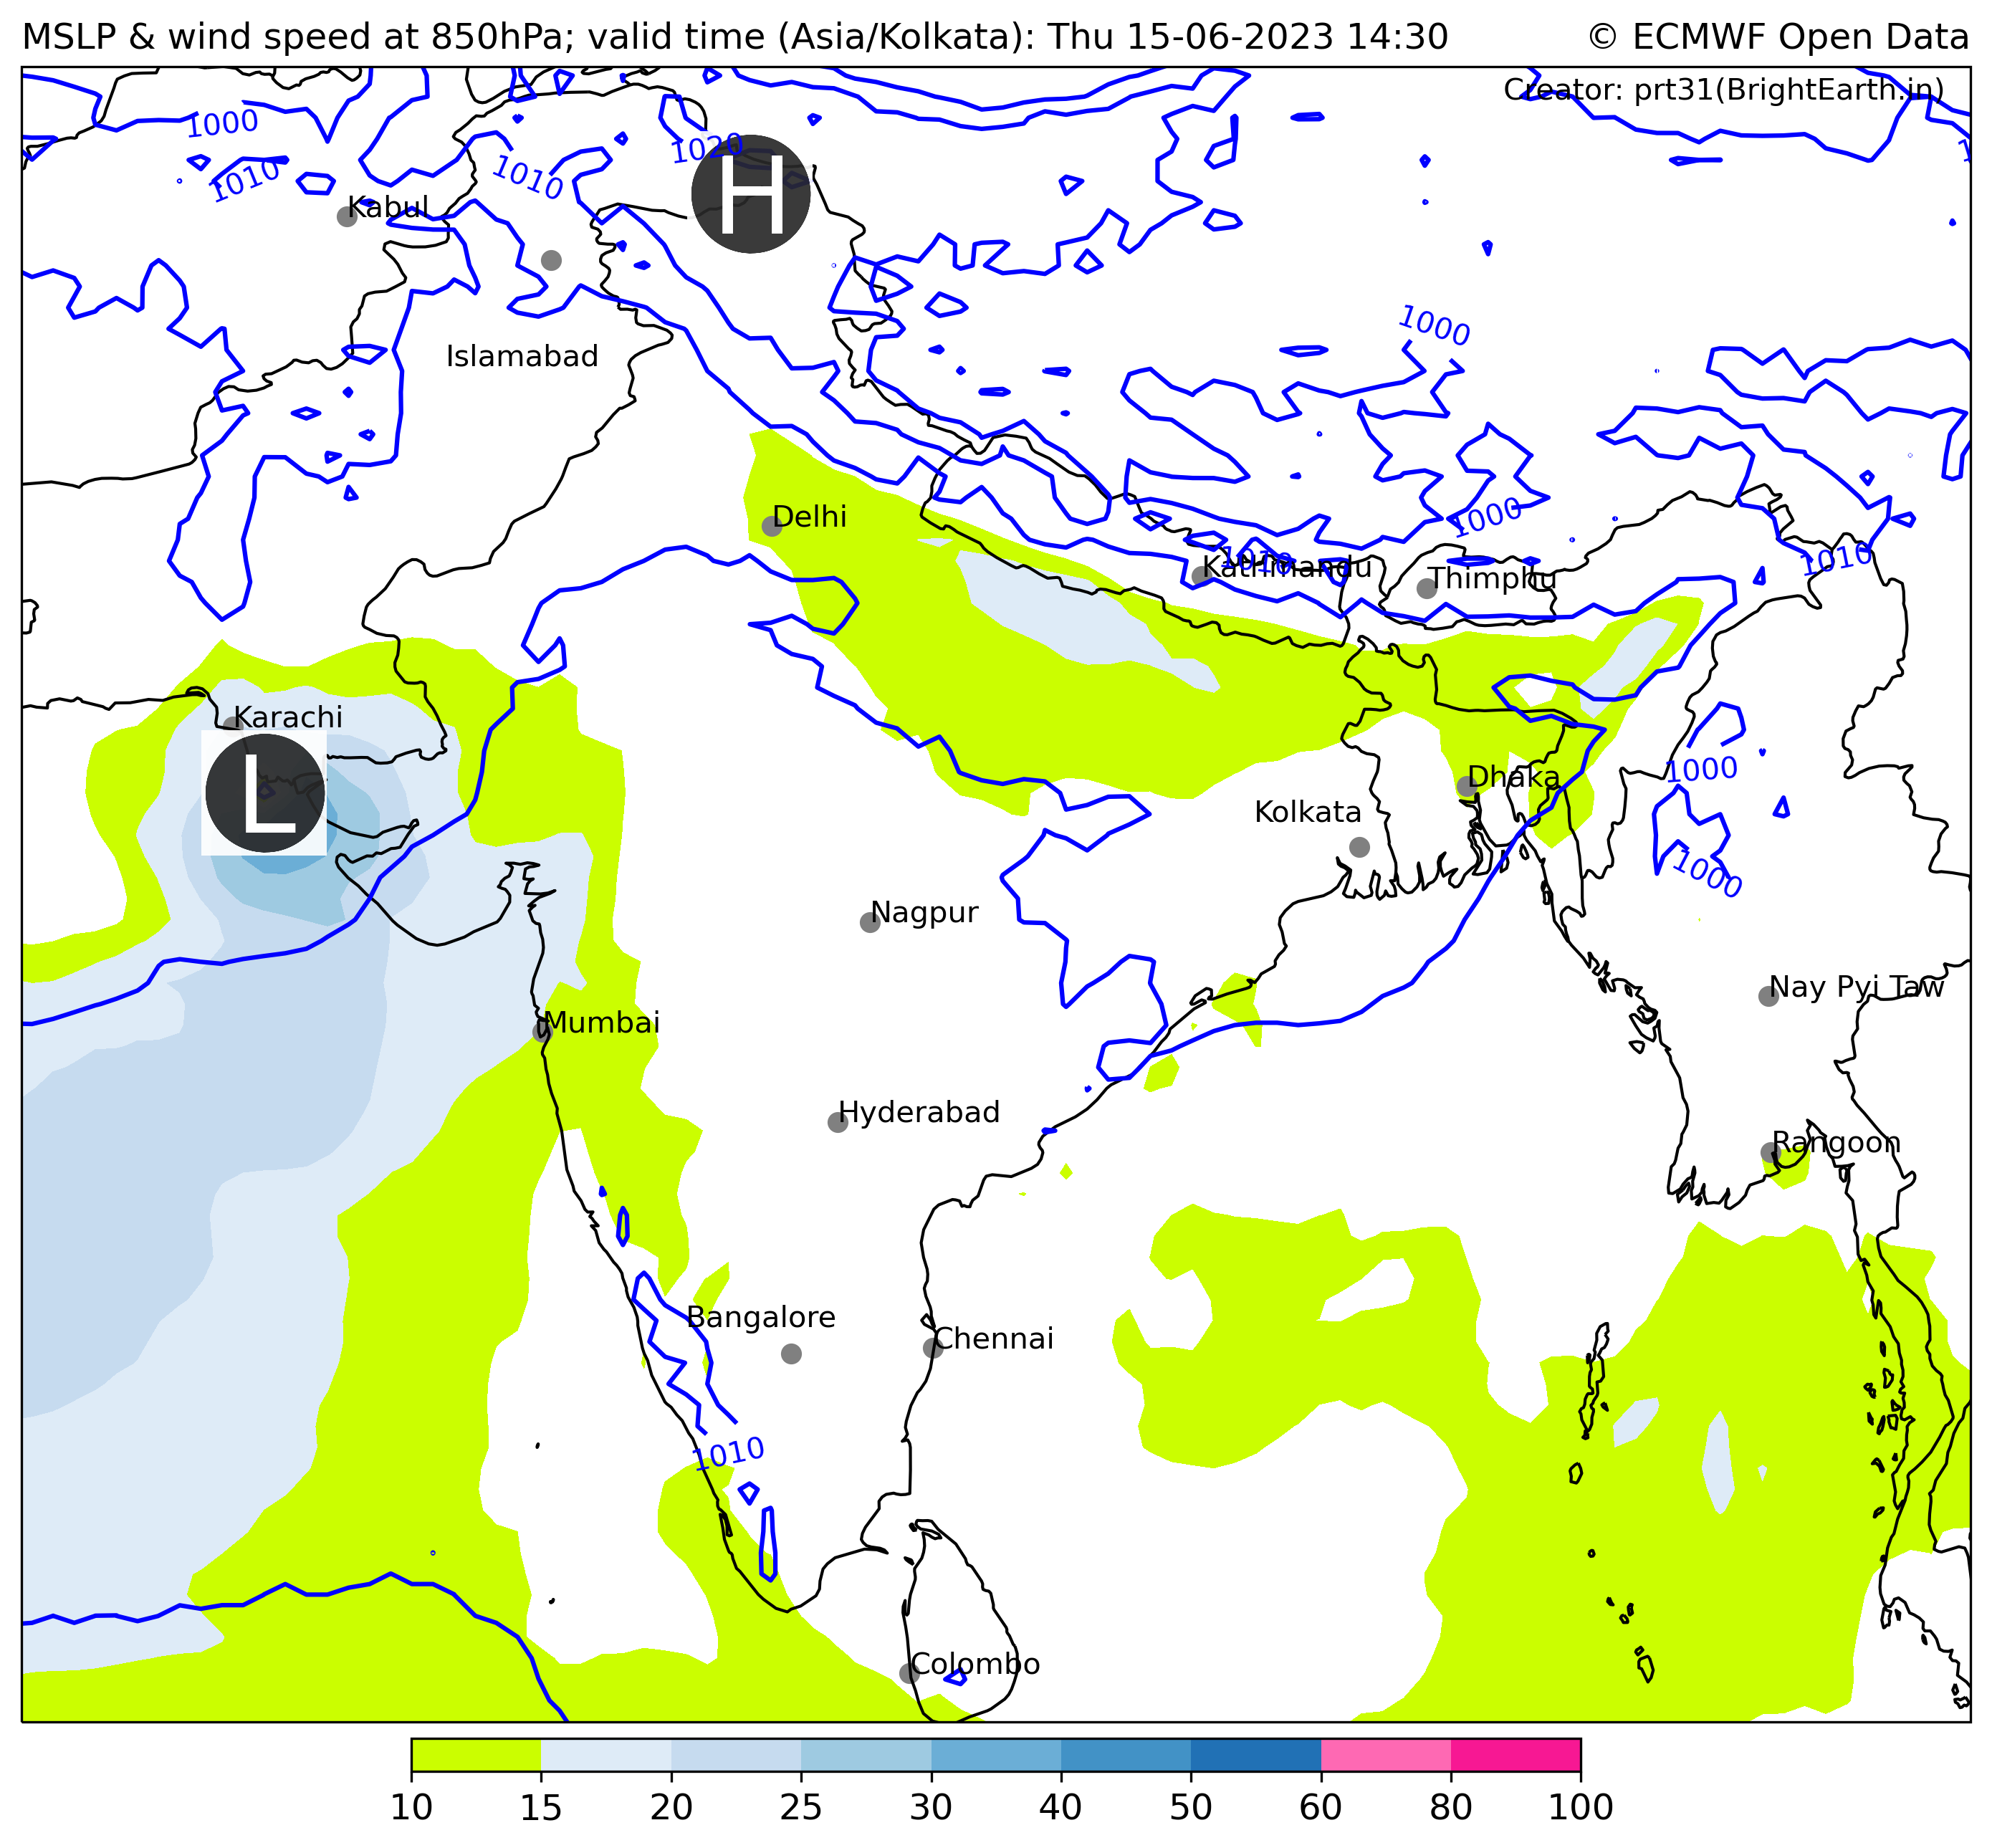 MSLP & wind speed at 850hPa; valid time (Asia/Kolkata): Thu 15-06-2023 14:30 © ECMWF Open Data
Creator: prt31(BrightEarth.in)
1000
1020
1010
1010
H
Kabul
1000
Islamabad
Delhi
1000
1010
1010
Kathmandu
Thimphu
Karachi
L
1000
Dhaka
Kolkata
1000
Nagpur
Nay Pyi Taw
Mumbai
Hyderabad
Rangoon
Bangalore
Chennai
1010
Colombo
10 15 20 25 30 40 50 60 80 100